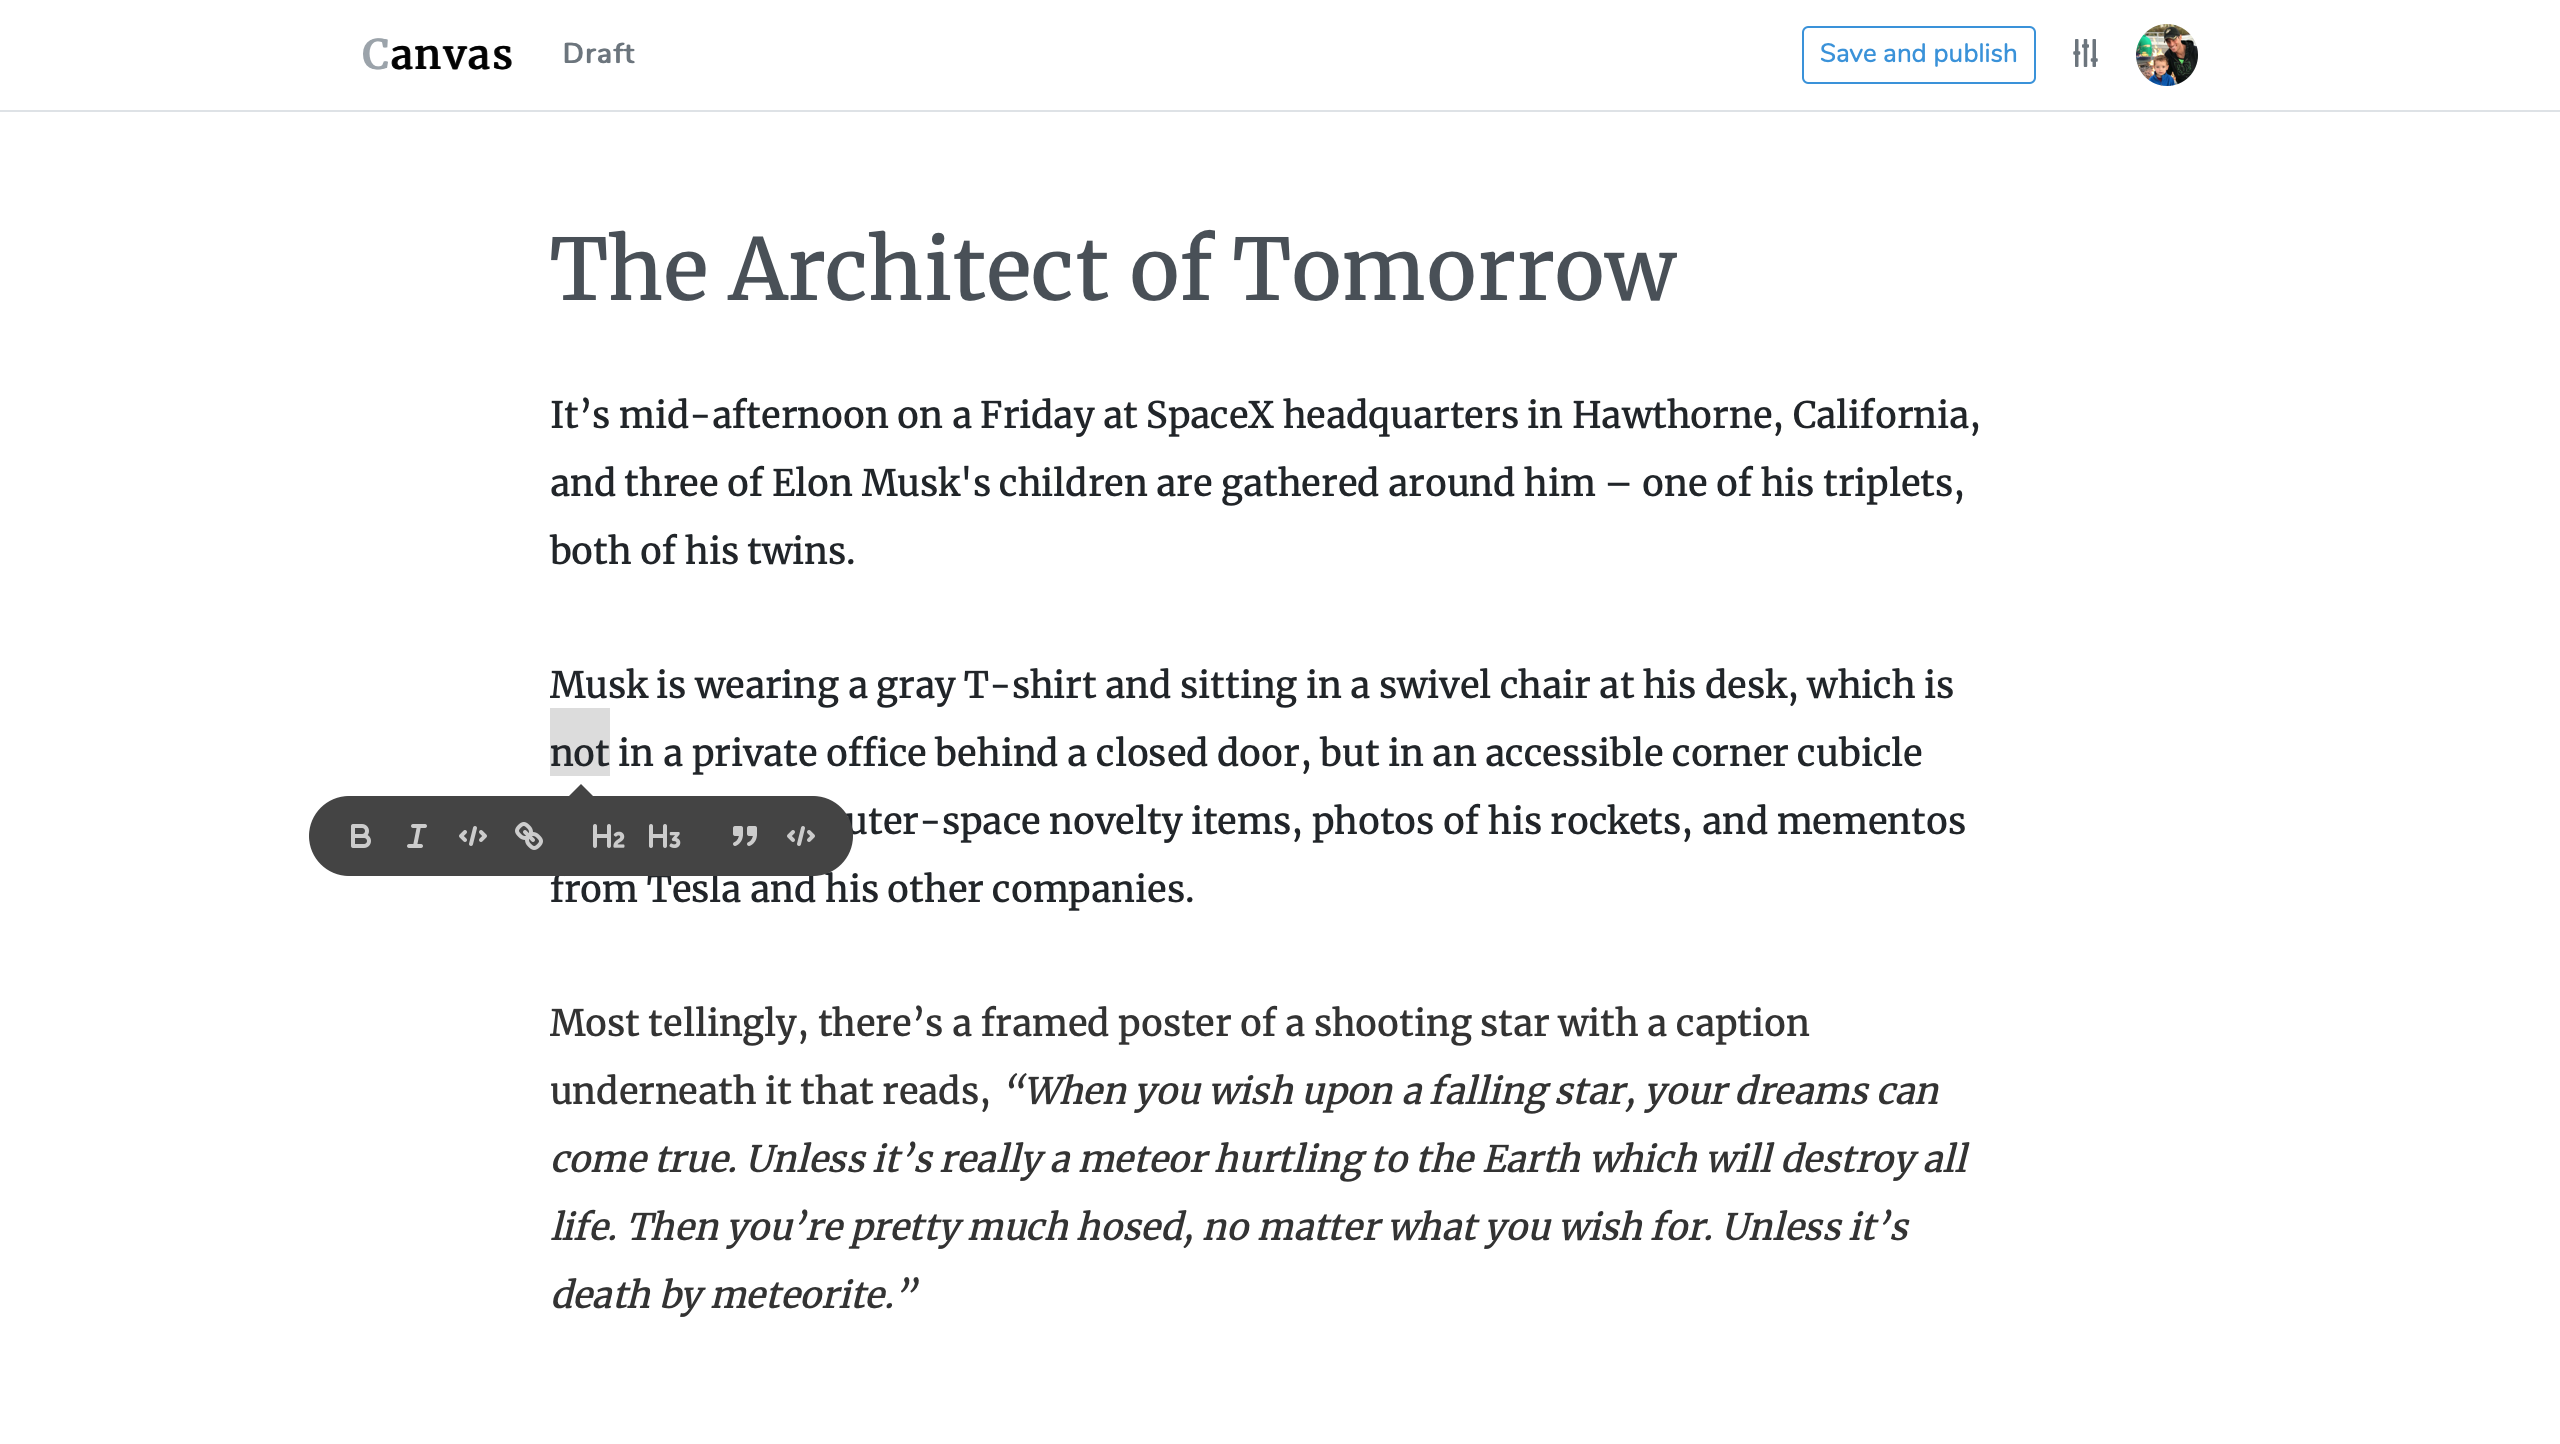 Canvas Draft Save and publish
The Architect of Tomorrow
It’s mid-afternoon on a Friday at SpaceX headquarters in Hawthorne, California,
and three of Elon Musk's children are gathered around him – one of his triplets,
both of his twins.
Musk is wearing a gray T-shirt and sitting in a swivel chair at his desk, which is
not in a private office behind a closed door, but in an accessible corner cubicle
uter-space novelty items, photos of his rockets, and mementos
B I </> H2 H3 </>
from Tesla and his other companies.
Most tellingly, there’s a framed poster of a shooting star with a caption
underneath it that reads, “When you wish upon a falling star, your dreams can
come true. Unless it’s really a meteor hurtling to the Earth which will destroy all
life. Then you’re pretty much hosed, no matter what you wish for. Unless it’s
death by meteorite.”